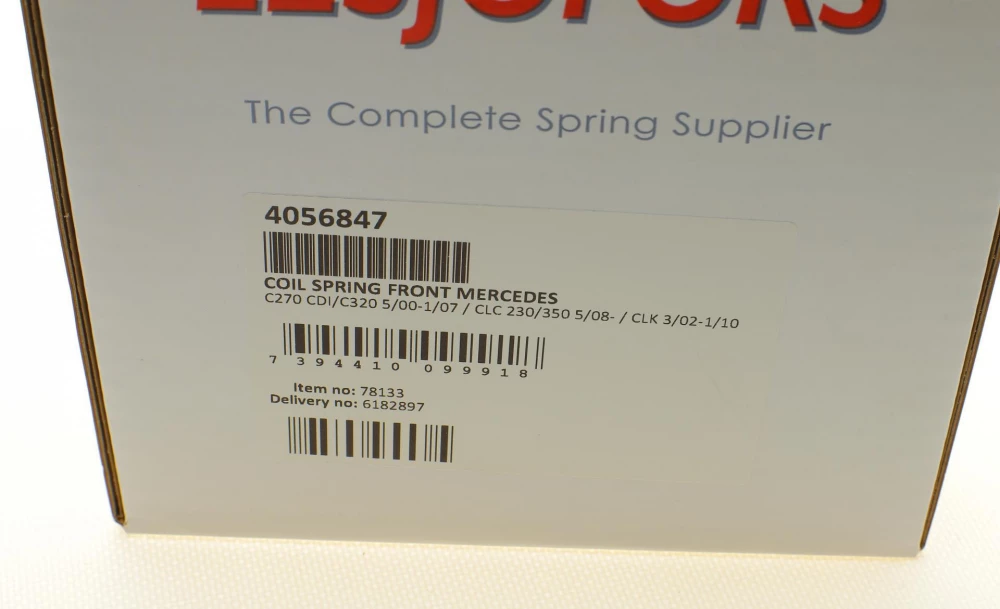 LESJÖFORS
The Complete Spring Supplier
4056847
COIL SPRING FRONT MERCEDES
C270 CDI/C320 5/00-1/07 / CLC 230/350 5/08- / CLK 3/02-1/10
7 394410 099918
Item no: 78133
Delivery no: 6182897